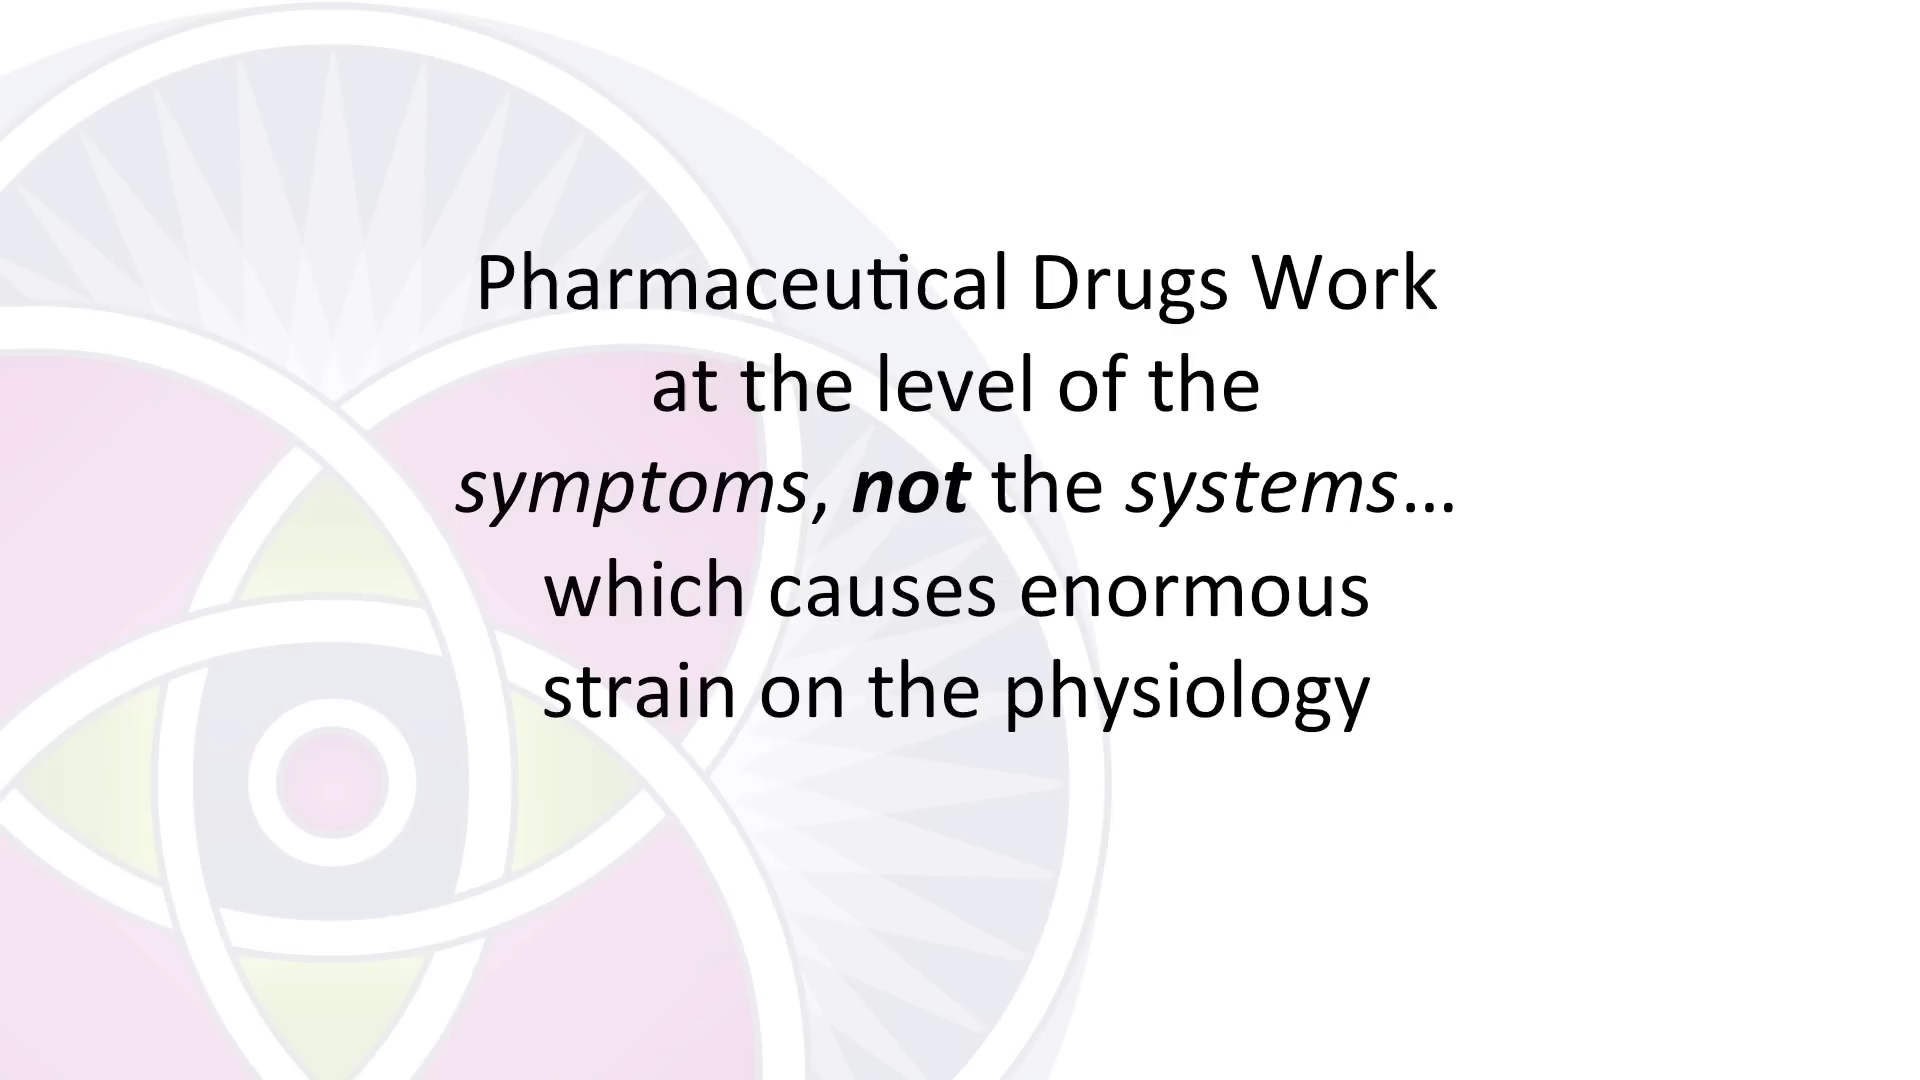 Pharmaceutical Drugs Work
at the level of the
symptoms, not the systems...
which causes enormous
strain on the physiology